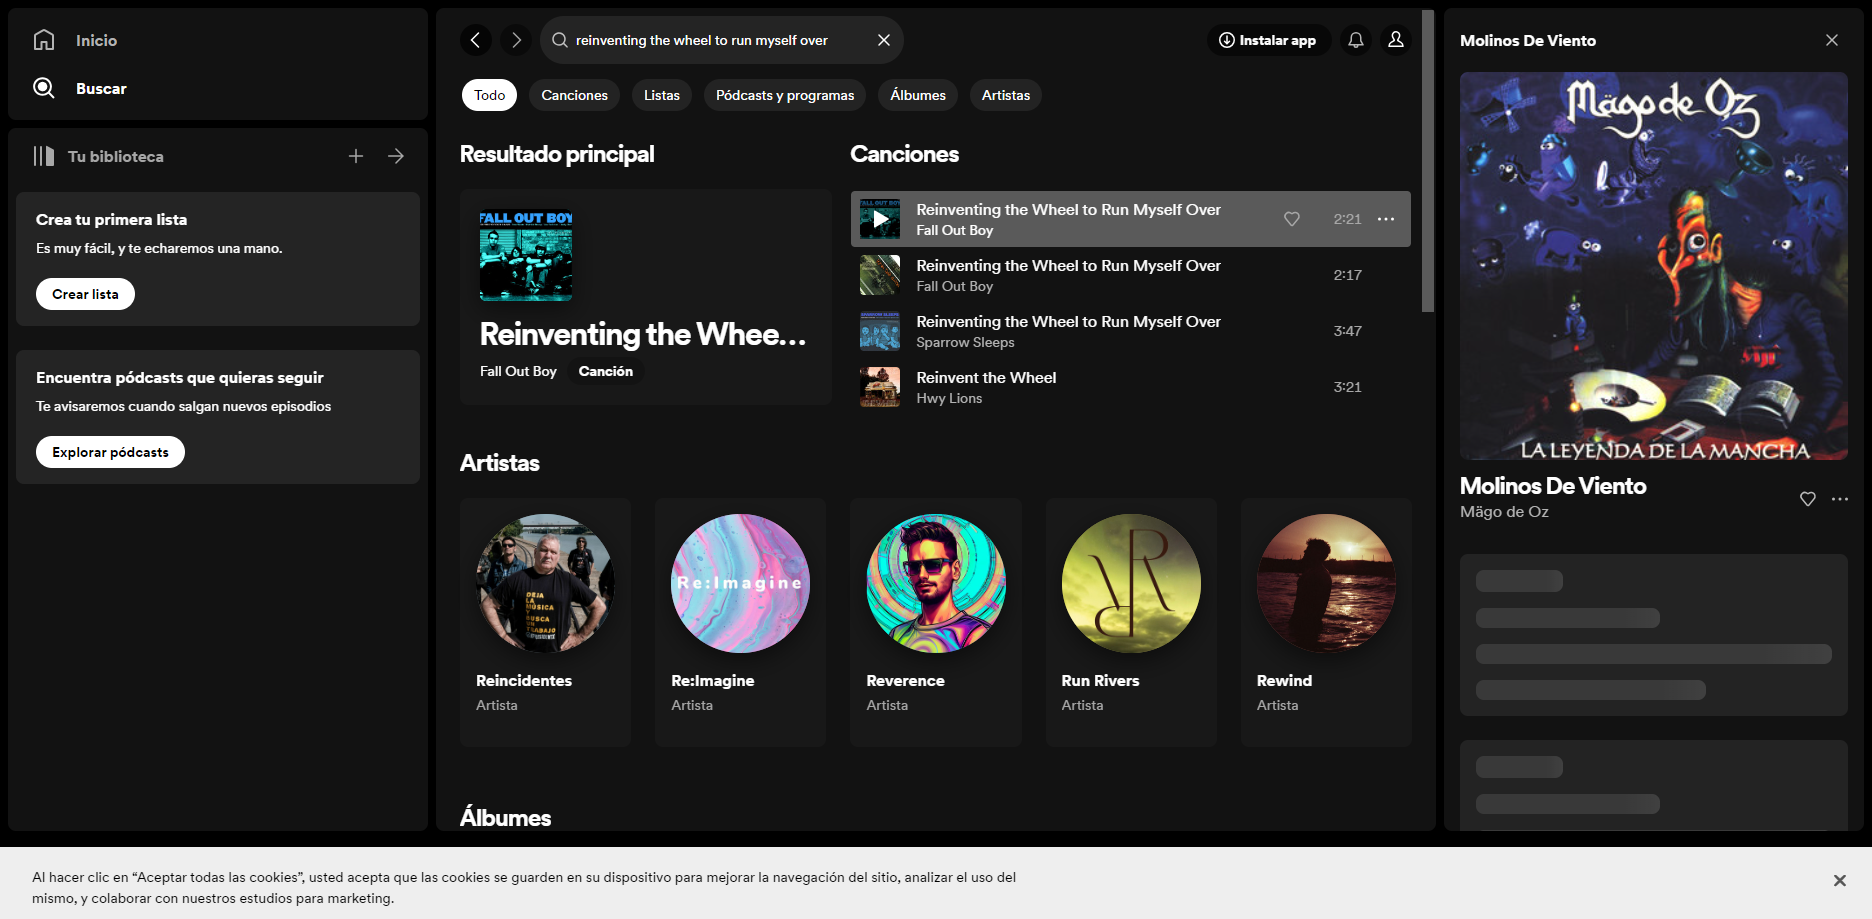 Inicio
Buscar
Tu biblioteca
Crea tu primera lista
Es muy fácil, y te echaremos una mano.
Crear lista
Encuentra pódcasts que quieras seguir
Te avisaremos cuando salgan nuevos episodios
Explorar pódcasts
reinventing the wheel to run myself over
Instalar app
Todo
Canciones
Listas
Pódcasts y programas
Álbumes
Artistas
Resultado principal
FALL OUT BOY
Reinventing the Whee...
Fall Out Boy
Canción
Canciones
Reinventing the Wheel to Run Myself Over
Fall Out Boy
2:21
Reinventing the Wheel to Run Myself Over
Fall Out Boy
2:17
Reinventing the Wheel to Run Myself Over
Sparrow Sleeps
3:47
Reinvent the Wheel
Hwy Lions
3:21
Artistas
DEJA
LA
MÚSICA
Y
BUSCA
UN
TRABAJO
Reincidentes
Artista
Re:Imagine
Re:Imagine
Artista
Reverence
Artista
Run Rivers
Artista
Rewind
Artista
Álbumes
Molinos De Viento
Mägo de Oz
LA LEYENDA DE LA MANCHA
Molinos De Viento
Mägo de Oz
Al hacer clic en “Aceptar todas las cookies”, usted acepta que las cookies se guarden en su dispositivo para mejorar la navegación del sitio, analizar el uso del
mismo, y colaborar con nuestros estudios para marketing.